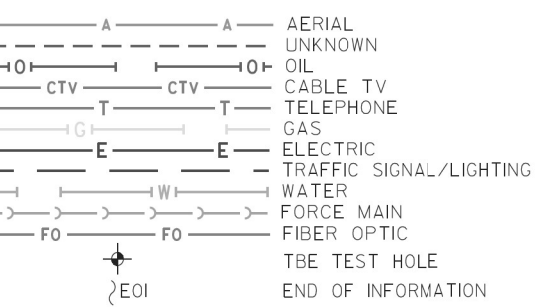 A A AERIAL
UNKNOWN
O O OIL
CTV CTV CABLE TV
T T TELEPHONE
G GAS
E E ELECTRIC
TRAFFIC SIGNAL/LIGHTING
W WATER
FORCE MAIN
FO FO FIBER OPTIC
TBE TEST HOLE
EOI END OF INFORMATION